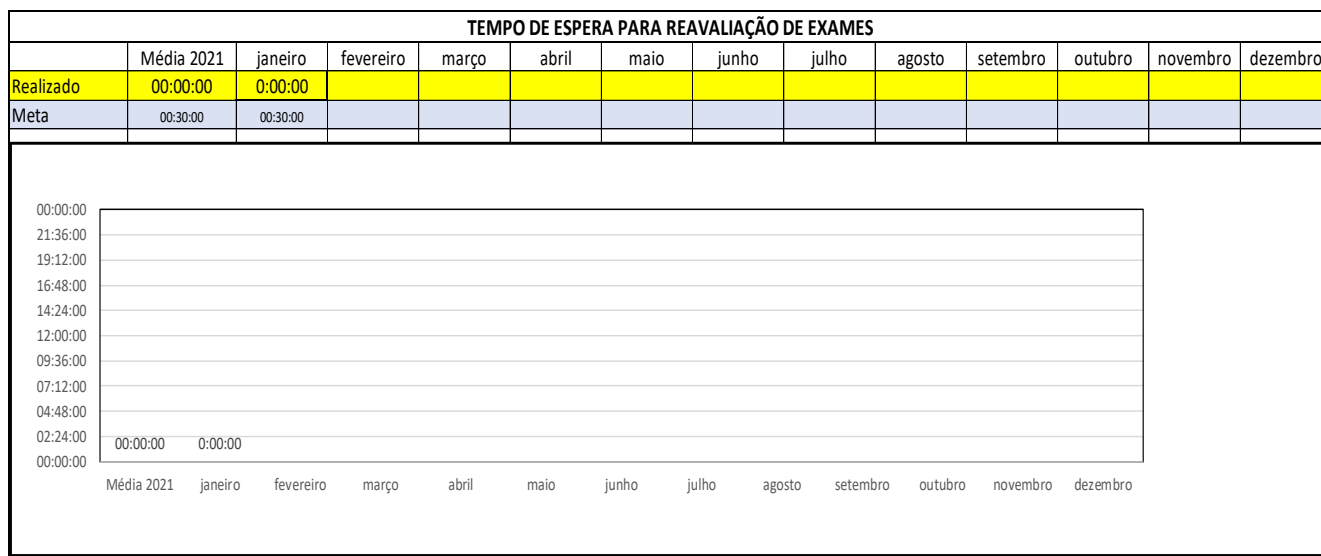 TEMPO DE ESPERA PARA REAVALIAÇÃO DE EXAMES
Média 2021 janeiro fevereiro março abril maio junho julho agosto setembro outubro novembro dezembro
Realizado 00:00:00 0:00:00
Meta 00:30:00 00:30:00
00:00:00
21:36:00
19:12:00
16:48:00
14:24:00
12:00:00
09:36:00
07:12:00
04:48:00
02:24:00
00:00:00 0:00:00
00:00:00
Média 2021 janeiro fevereiro março abril maio junho julho agosto setembro outubro novembro dezembro